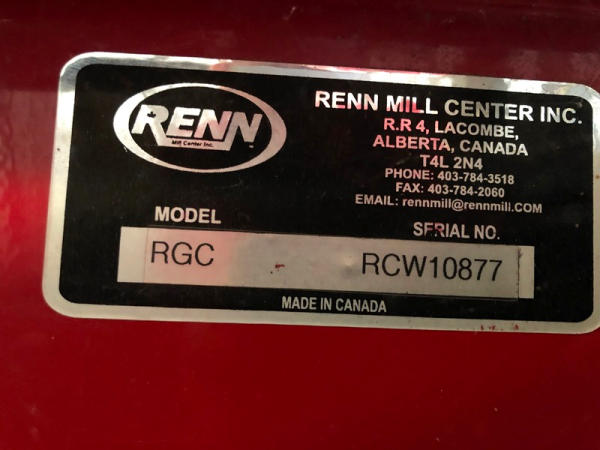 RENN
Mill Center Inc.
RENN MILL CENTER INC.
R.R 4, LACOMBE,
ALBERTA, CANADA
T4L 2N4
PHONE: 403-784-3518
FAX: 403-784-2060
EMAIL: rennmill@rennmill.com
MODEL SERIAL NO.
RGC RCW10877
MADE IN CANADA